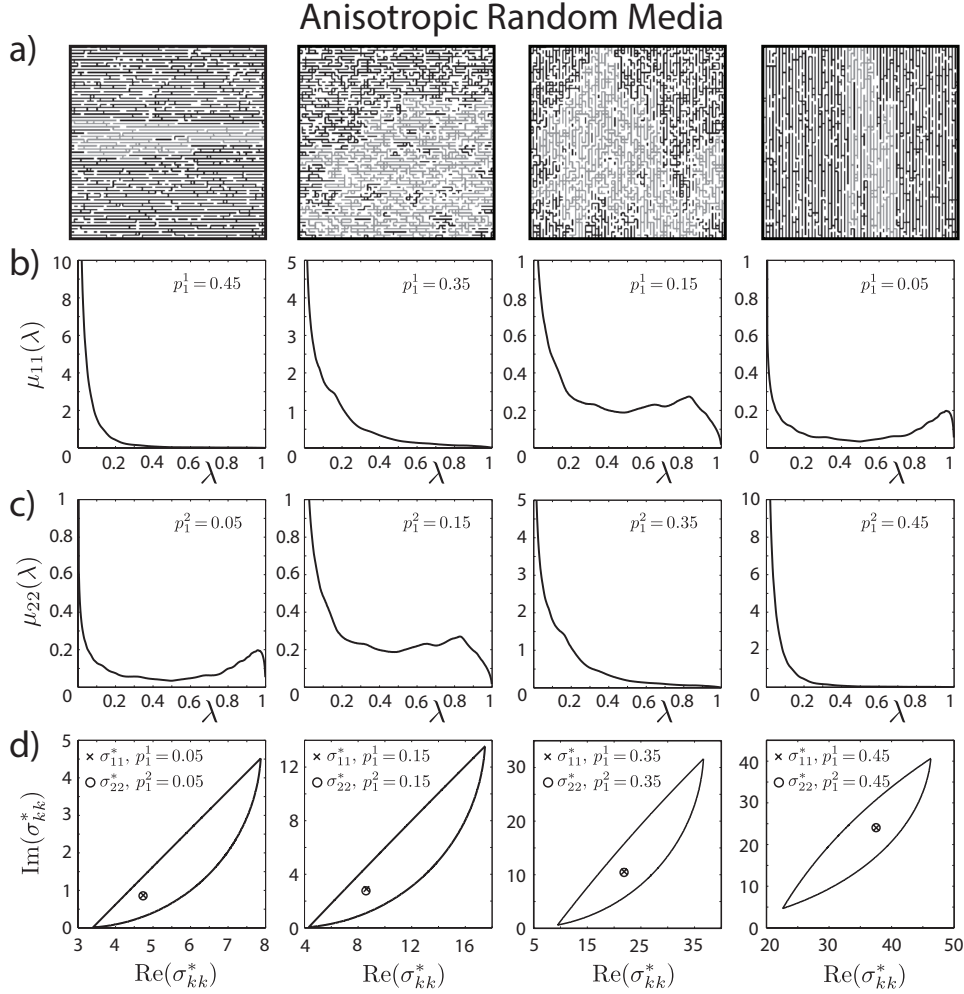 Anisotropic Random Media
a)
b)
μ₁₁(λ)
10
8
6
4
2
0
p₁¹ = 0.45
0.2 0.4 0.6 0.8 1
λ
5
4
3
2
1
0
p₁¹ = 0.35
0.2 0.4 0.6 0.8 1
λ
1
0.8
0.6
0.4
0.2
0
p₁¹ = 0.15
0.2 0.4 0.6 0.8 1
λ
1
0.8
0.6
0.4
0.2
0
p₁¹ = 0.05
0.2 0.4 0.6 0.8 1
λ
c)
μ₂₂(λ)
1
0.8
0.6
0.4
0.2
0
p₁² = 0.05
0.2 0.4 0.6 0.8 1
λ
1
0.8
0.6
0.4
0.2
0
p₁² = 0.15
0.2 0.4 0.6 0.8 1
λ
5
4
3
2
1
0
p₁² = 0.35
0.2 0.4 0.6 0.8 1
λ
10
8
6
4
2
0
p₁² = 0.45
0.2 0.4 0.6 0.8 1
λ
d)
Im(σ*kk)
5
4
3
2
1
0
× σ*₁₁, p₁¹ = 0.05
○ σ*₂₂, p₁² = 0.05
3 4 5 6 7 8
Re(σ*kk)
12
8
4
0
× σ*₁₁, p₁¹ = 0.15
○ σ*₂₂, p₁² = 0.15
4 8 12 16
Re(σ*kk)
30
20
10
0
× σ*₁₁, p₁¹ = 0.35
○ σ*₂₂, p₁² = 0.35
5 15 25 35
Re(σ*kk)
40
30
20
10
0
× σ*₁₁, p₁¹ = 0.45
○ σ*₂₂, p₁² = 0.45
20 30 40 50
Re(σ*kk)